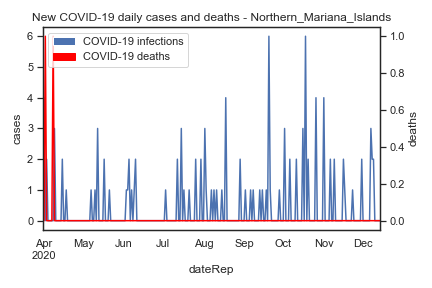 New COVID-19 daily cases and deaths - Northern_Mariana_Islands
COVID-19 infections
COVID-19 deaths
6
5
4
3
2
1
0
cases
1.0
0.8
0.6
0.4
0.2
0.0
deaths
Apr May Jun Jul Aug Sep Oct Nov Dec
2020
dateRep